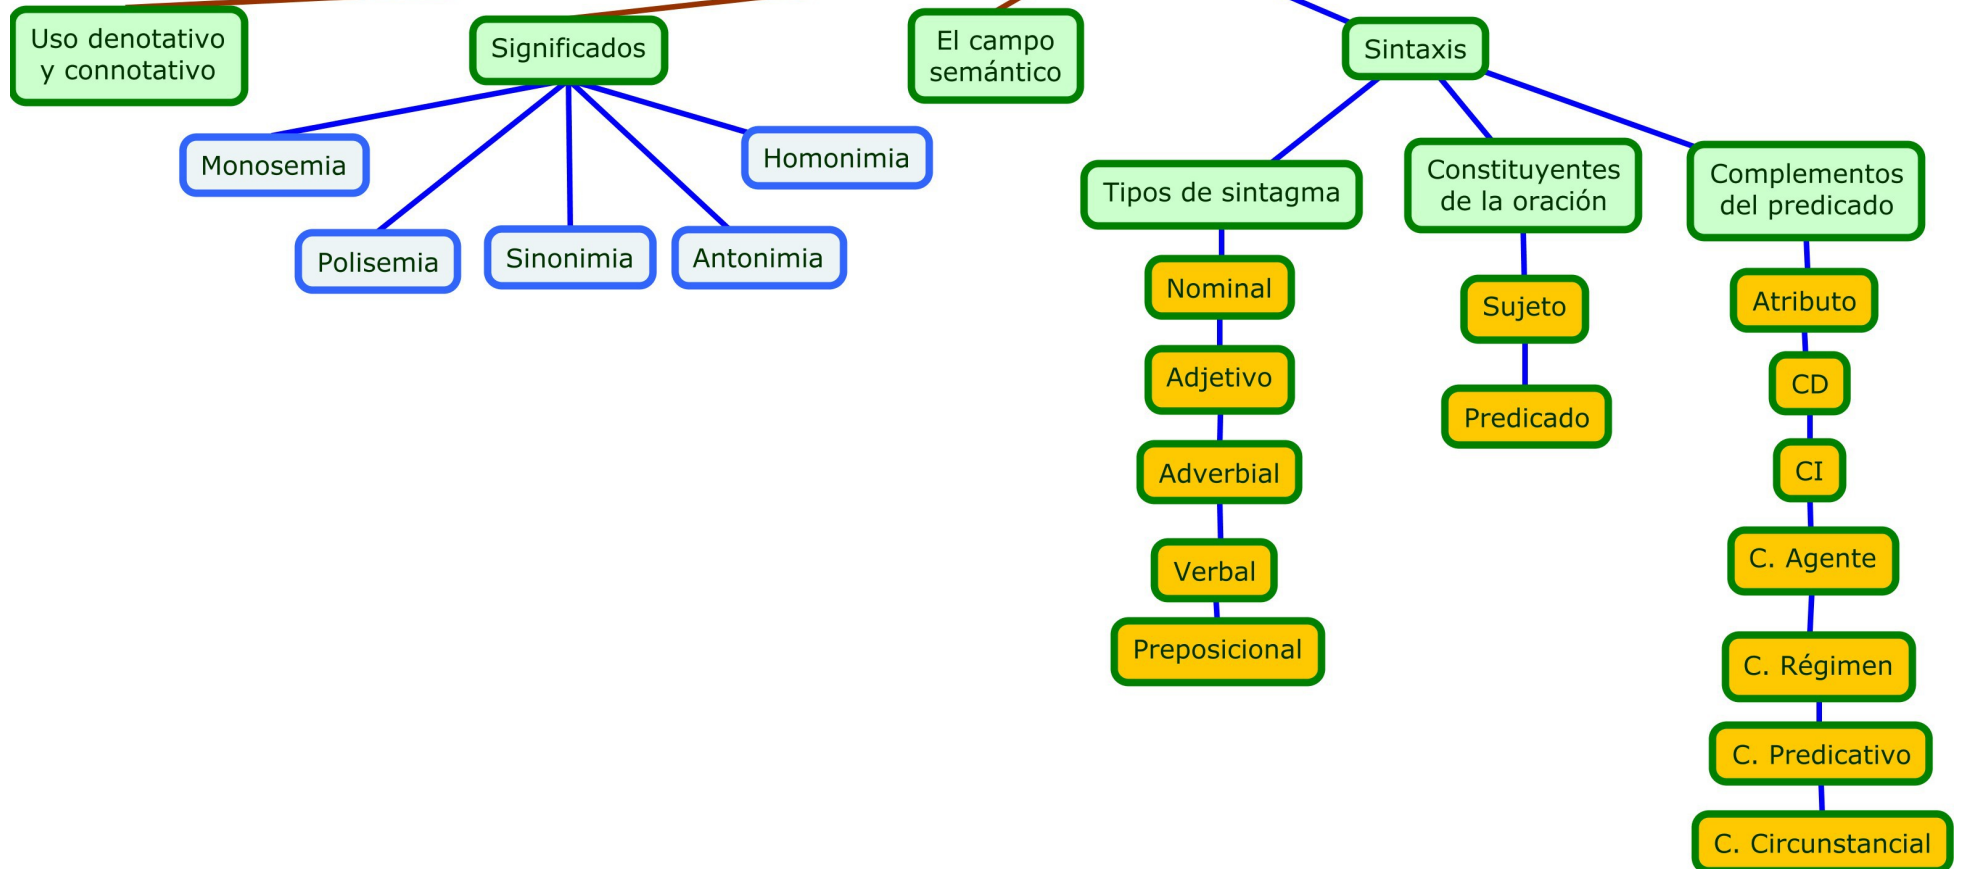 Uso denotativo
y connotativo
Significados
El campo
semántico
Sintaxis
Monosemia
Homonimia
Polisemia
Sinonimia
Antonimia
Tipos de sintagma
Constituyentes
de la oración
Complementos
del predicado
Nominal
Adjetivo
Adverbial
Verbal
Preposicional
Sujeto
Predicado
Atributo
CD
CI
C. Agente
C. Régimen
C. Predicativo
C. Circunstancial